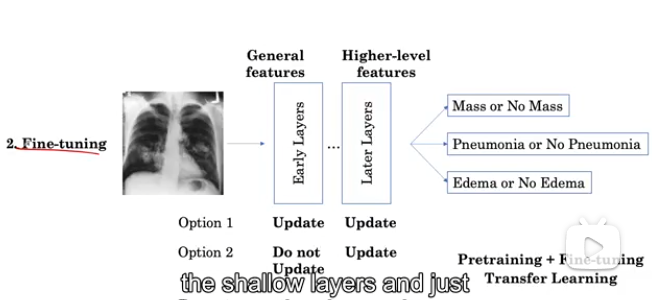 General features
Higher-level features
2. Fine-tuning
Early Layers
...
Later Layers
Mass or No Mass
Pneumonia or No Pneumonia
Edema or No Edema
Option 1 Update Update
Option 2 Do not Update Update
Pretraining + Fine-tuning
Transfer Learning
the shallow layers and just